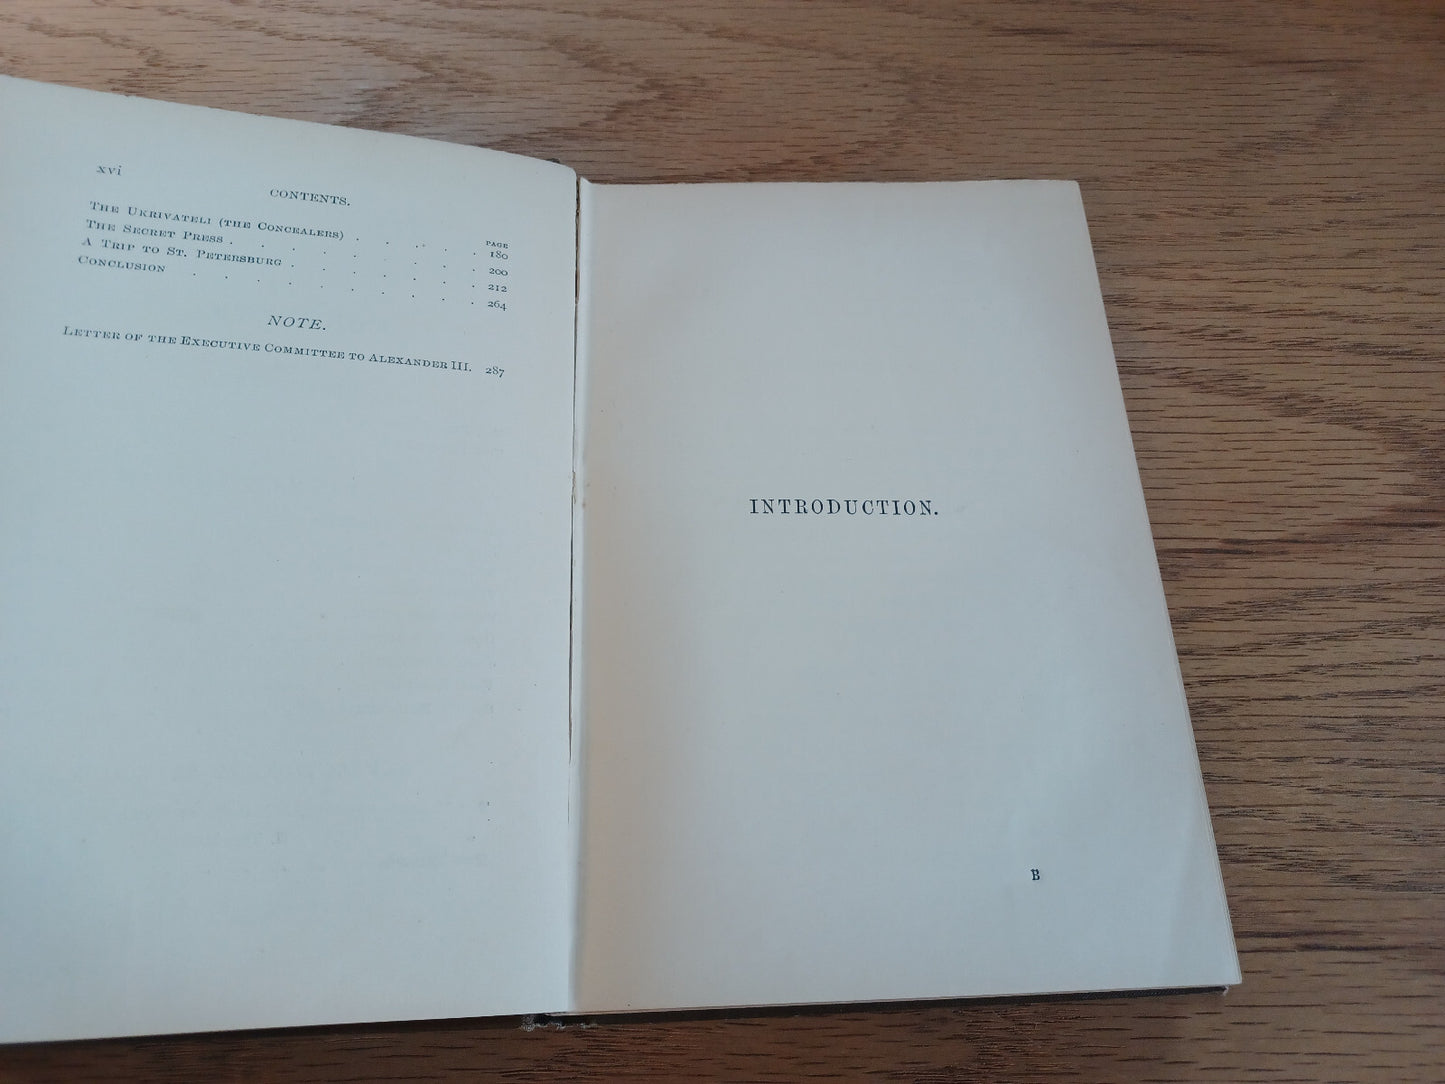 xvi
CONTENTS.
PAGE
THE UKRIVATELI (THE CONCEALERS) . . . . . 180
THE SECRET PRESS . . . . . . . . 200
A TRIP TO ST. PETERSBURG . . . . . . . 212
CONCLUSION . . . . . . . . . . 264
NOTE.
LETTER OF THE EXECUTIVE COMMITTEE TO ALEXANDER III. 287
INTRODUCTION.
B